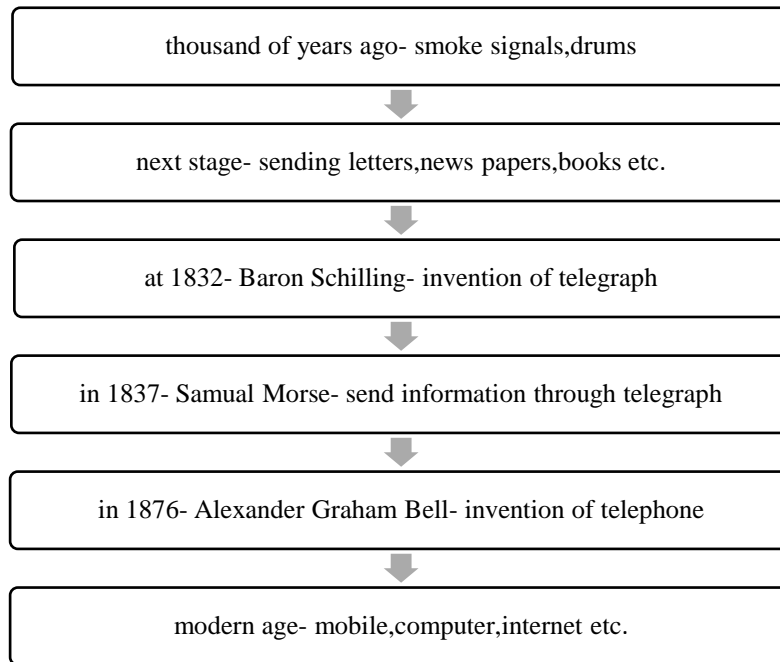 thousand of years ago- smoke signals,drums
next stage- sending letters,news papers,books etc.
at 1832- Baron Schilling- invention of telegraph
in 1837- Samual Morse- send information through telegraph
in 1876- Alexander Graham Bell- invention of telephone
modern age- mobile,computer,internet etc.